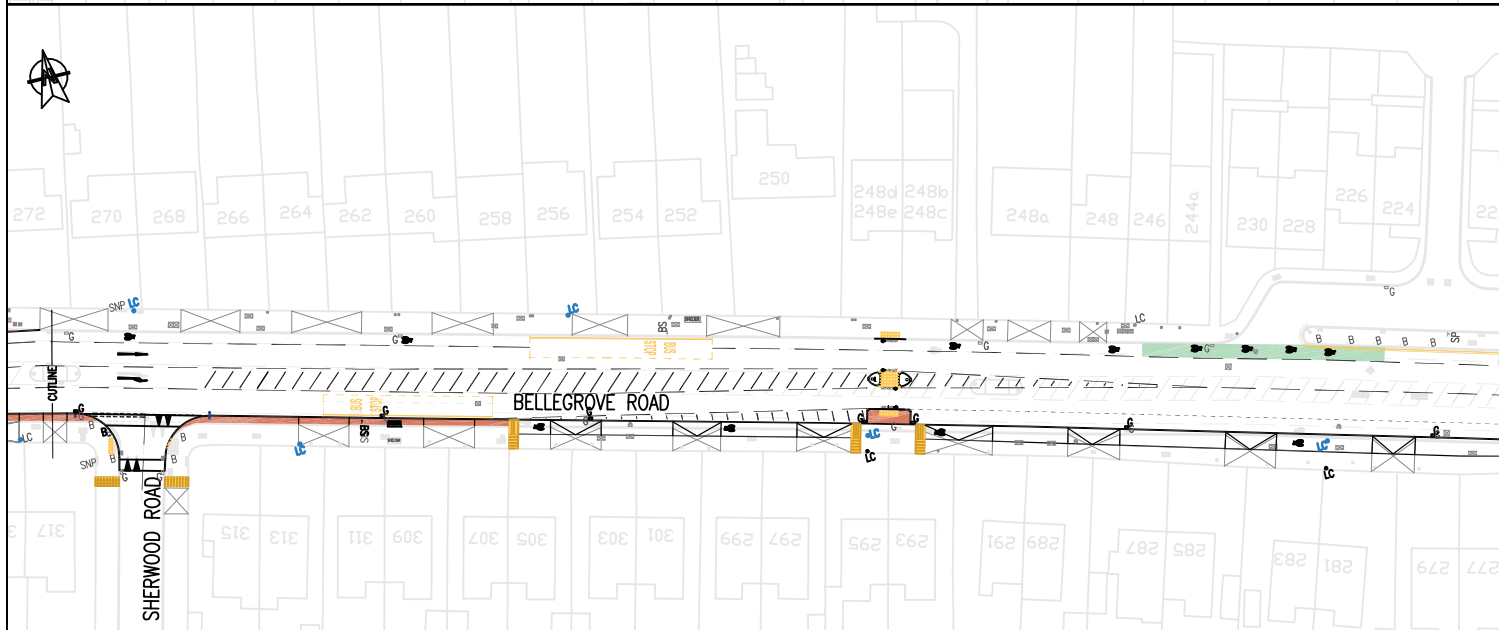 N
272
270
268
266
264
262
260
258
256
254
252
250
248d 248b
248e 248c
248a
248
246
244a
230
228
226
224
SNP
LC
LC
LC
BS
G
G
G
G
G
B
B
B
B
B
SP
CUTLINE
BUS
STOP
BUS
STOP
BELLEGROVE ROAD
G
G
G
G
G
G
G
G
LC
SNP
B
B
B
B
G
G
LC
LC
LC
LC
LC
SHERWOOD ROAD
317
315
313
311
309
307
305
303
301
299
297
295
293
291
289
287
285
283
281
279
277